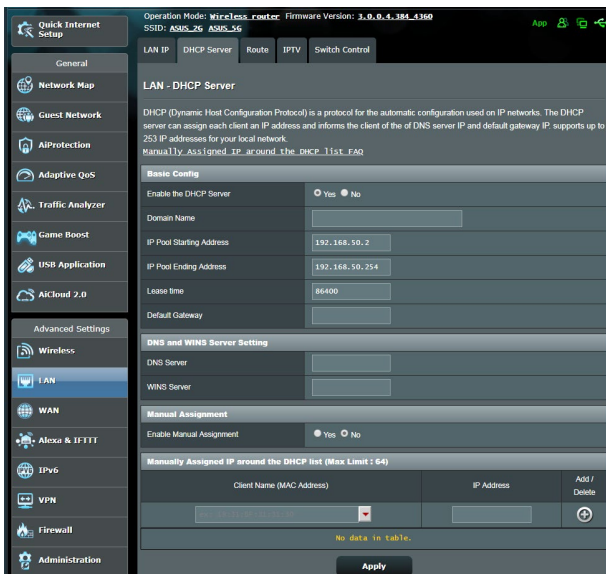 Quick Internet
Setup
Operation Mode: Wireless router Firmware Version: 3.0.0.4.384_4360
SSID: ASUS_2G ASUS_5G
App
General
Network Map
Guest Network
AiProtection
Adaptive QoS
Traffic Analyzer
Game Boost
USB Application
AiCloud 2.0
Advanced Settings
Wireless
LAN
WAN
Alexa & IFTTT
IPv6
VPN
Firewall
Administration
LAN IP DHCP Server Route IPTV Switch Control
LAN - DHCP Server
DHCP (Dynamic Host Configuration Protocol) is a protocol for the automatic configuration used on IP networks. The DHCP
server can assign each client an IP address and informs the client of the of DNS server IP and default gateway IP. supports up to
253 IP addresses for your local network.
Manually Assigned IP around the DHCP list FAQ
Basic Config
Enable the DHCP Server Yes No
Domain Name
IP Pool Starting Address 192.168.50.2
IP Pool Ending Address 192.168.50.254
Lease time 86400
Default Gateway
DNS and WINS Server Setting
DNS Server
WINS Server
Manual Assignment
Enable Manual Assignment Yes No
Manually Assigned IP around the DHCP list (Max Limit : 64)
Client Name (MAC Address) IP Address Add /
Delete
No data in table.
Apply